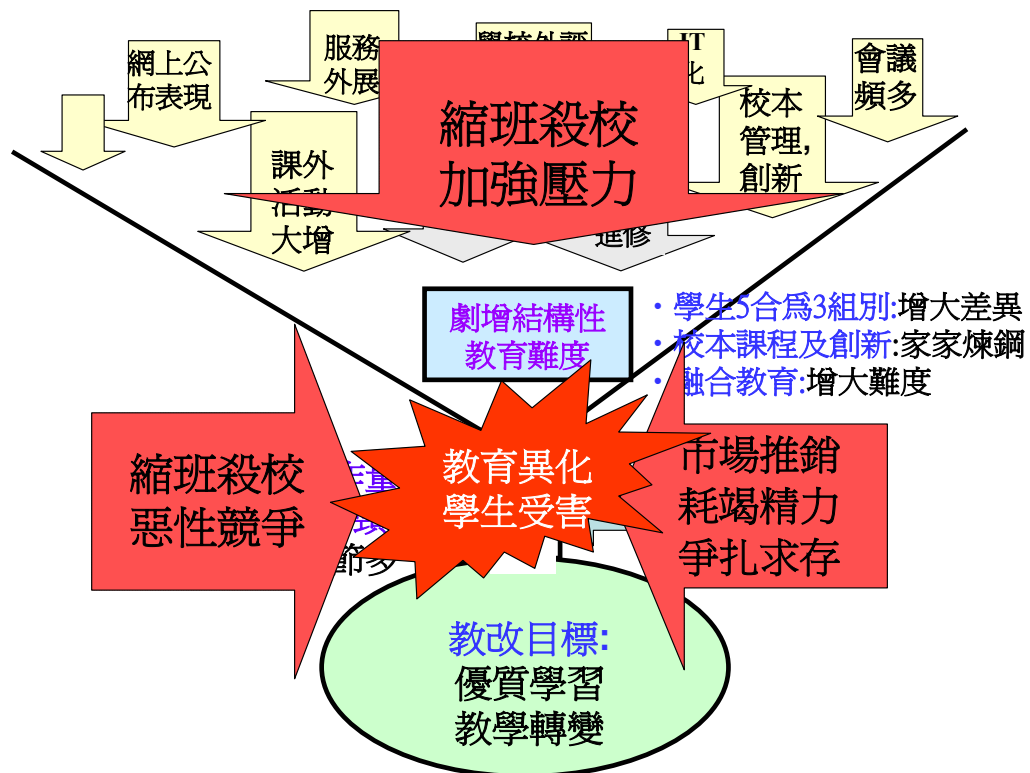 網上公
布表現
服務
外展
IT
化
會議
頻多
校本
管理,
創新
課外
活動
大增
縮班殺校
加強壓力
進修
劇增結構性
教育難度
・學生5合為3組別:增大差異
・校本課程及創新:家家煉鋼
・融合教育:增大難度
縮班殺校
惡性競爭
節多
教育異化
學生受害
市場推銷
耗竭精力
爭扎求存
教改目標:
優質學習
教學轉變